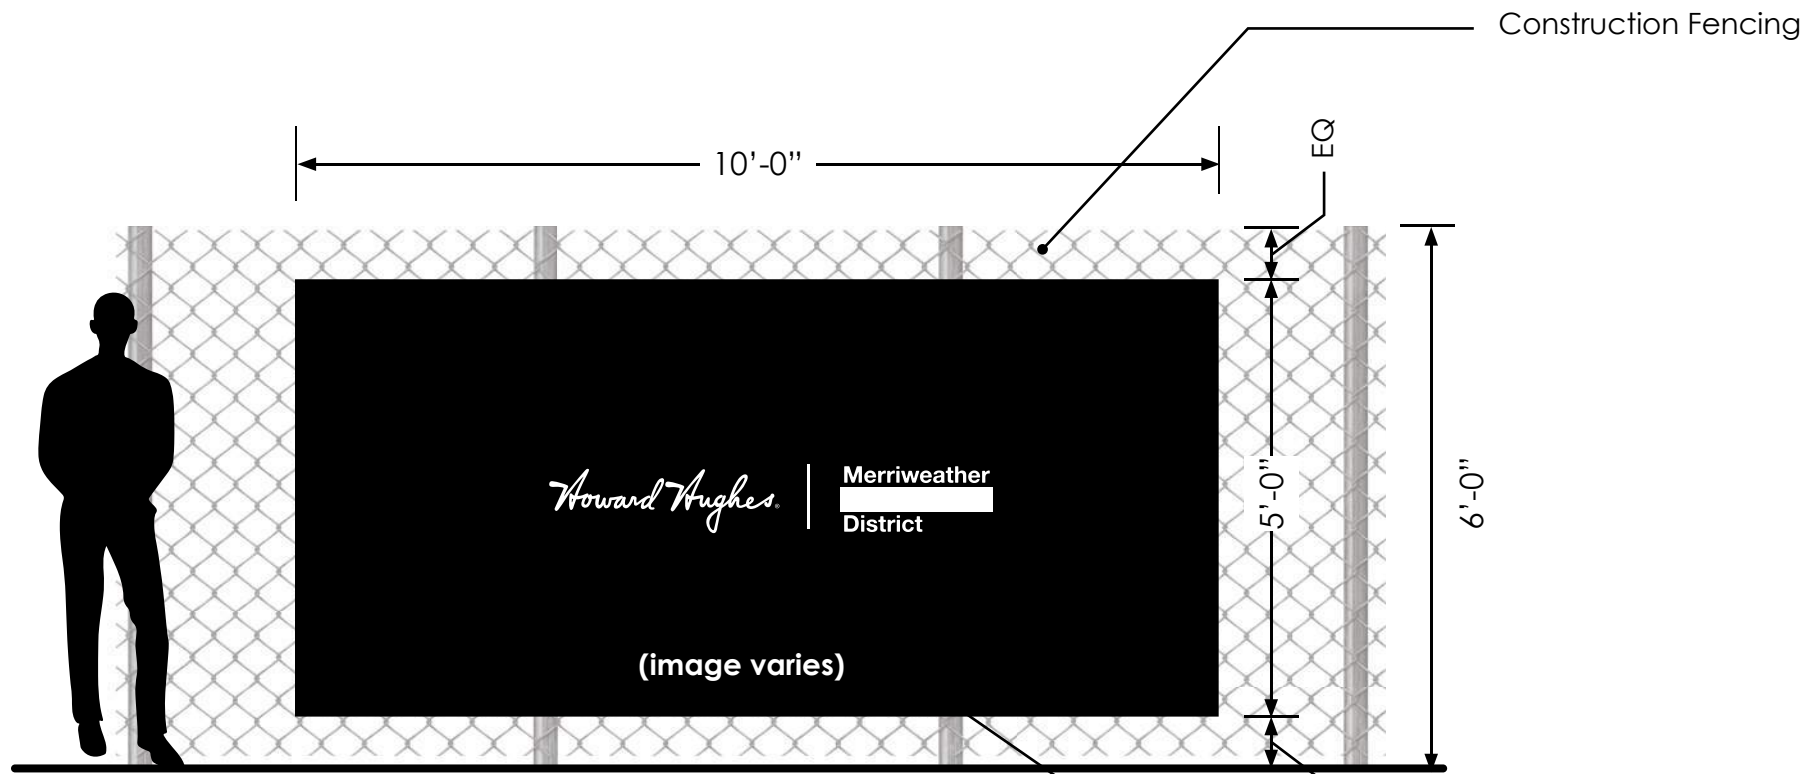 Construction Fencing
EQ
10’-0”
5’-0”
6’-0”
Howard Hughes
Merriweather
District
(image varies)